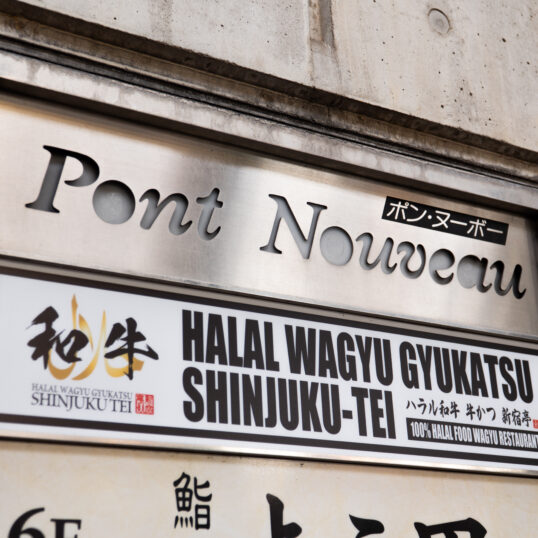 Pont Nouveau
ポン・ヌーボー
和牛
HALAL WAGYU GYUKATSU
SHINJUKU TEI
HALAL WAGYU GYUKATSU
SHINJUKU-TEI
ハラル和牛 牛かつ 新宿亭
100% HALAL FOOD WAGYU RESTAURANT
鮨
6F